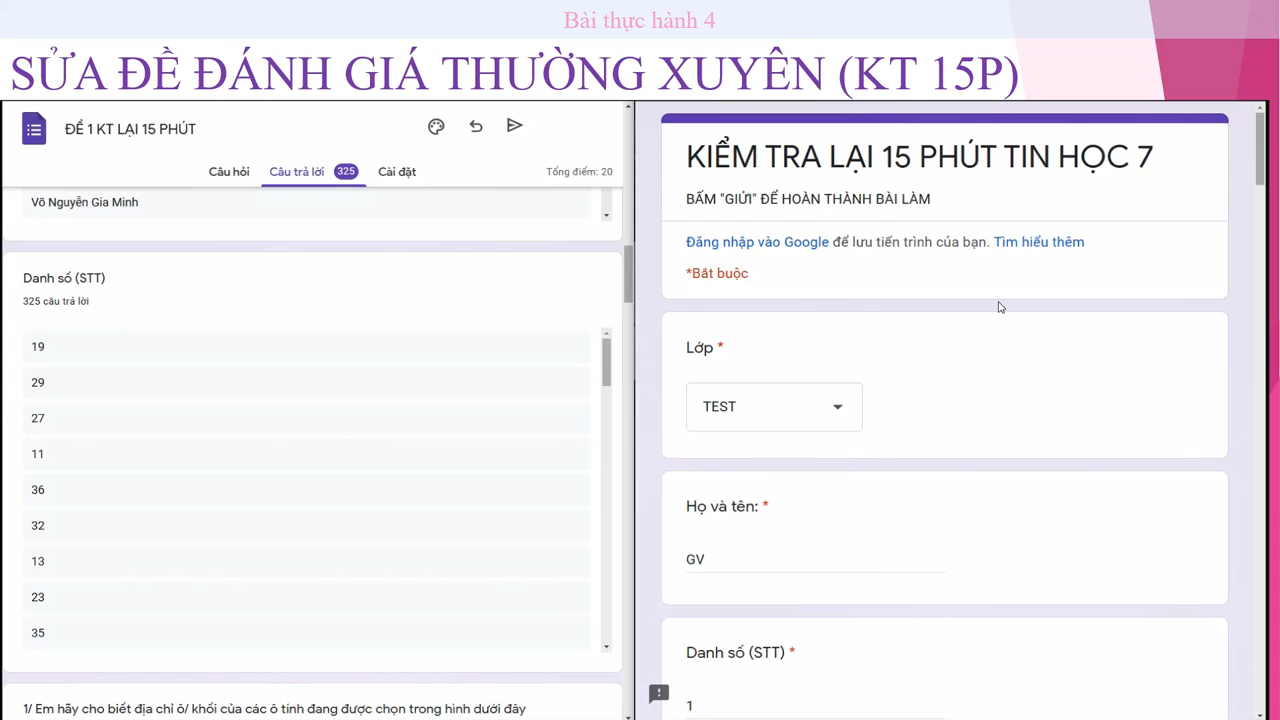 Bài thực hành 4
SỬA ĐỀ ĐÁNH GIÁ THƯỜNG XUYÊN (KT 15P)
ĐỀ 1 KT LẠI 15 PHÚT
Câu hỏi
Câu trả lời 325
Cài đặt
Tổng điểm: 20
Võ Nguyễn Gia Minh
Danh số (STT)
325 câu trả lời
19
29
27
11
36
32
13
23
35
1/ Em hãy cho biết địa chỉ ô/ khối của các ô tính đang được chọn trong hình dưới đây
KIỂM TRA LẠI 15 PHÚT TIN HỌC 7
BẤM "GIỬI" ĐỂ HOÀN THÀNH BÀI LÀM
Đăng nhập vào Google để lưu tiến trình của bạn. Tìm hiểu thêm
*Bắt buộc
Lớp *
TEST
Họ và tên: *
GV
Danh số (STT) *
1